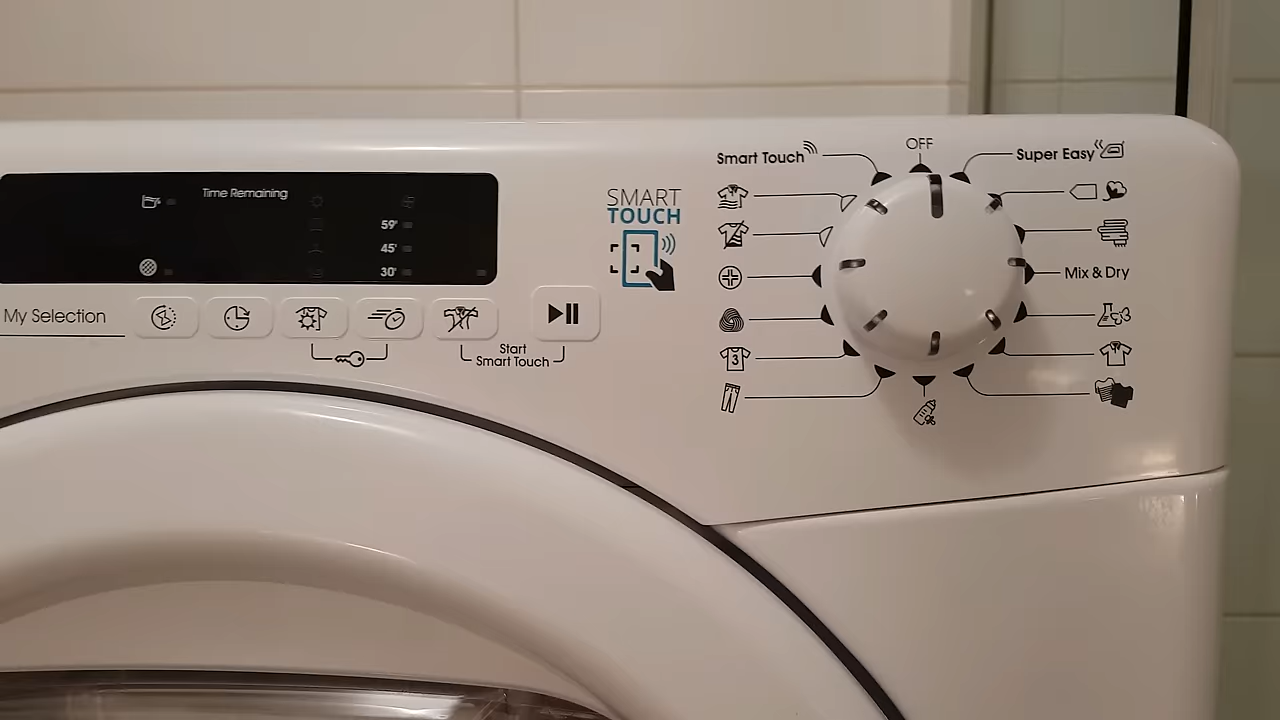 Time Remaining
59'
45'
30'
My Selection
Start
Smart Touch
SMART
TOUCH
Smart Touch
OFF
Super Easy
Mix & Dry
3